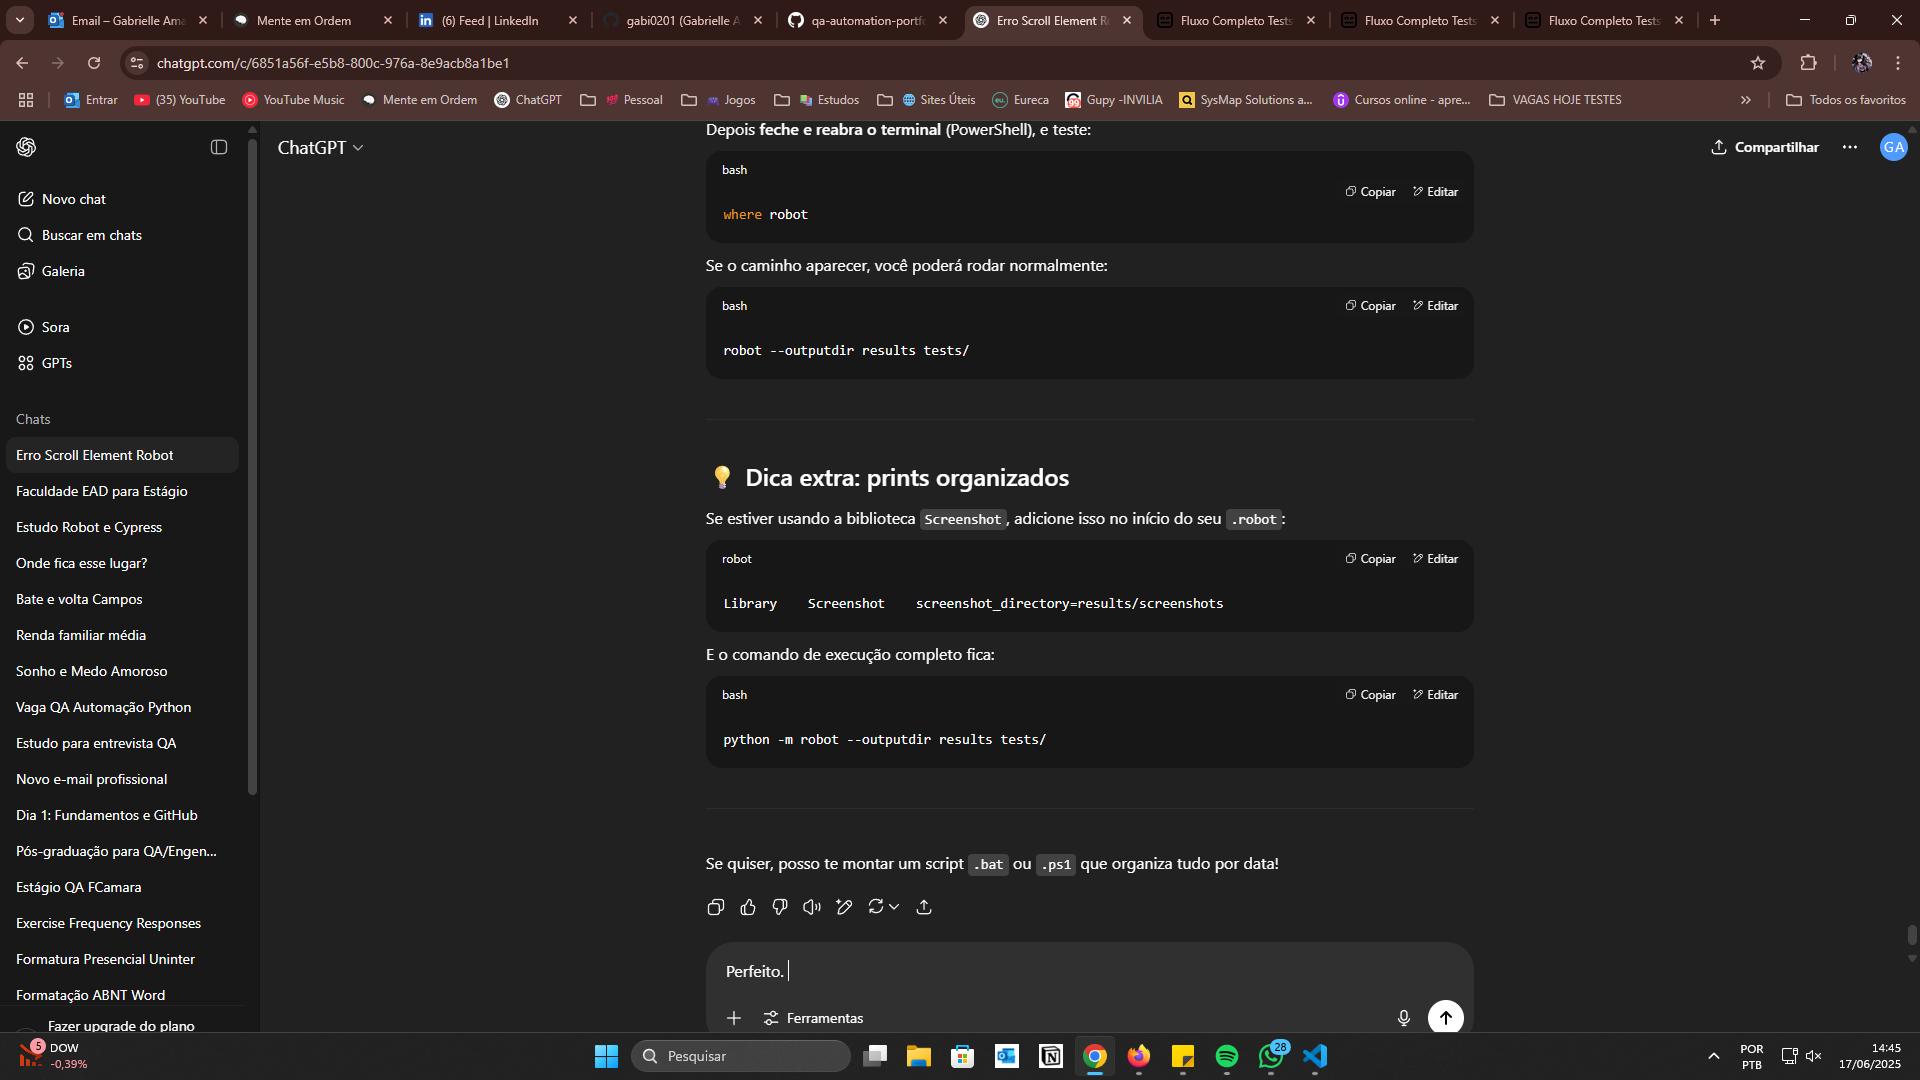 Email – Gabrielle Ama
Mente em Ordem
(6) Feed | LinkedIn
gabi0201 (Gabrielle A
qa-automation-portfo
Erro Scroll Element Ro
Fluxo Completo Tests
Fluxo Completo Tests
Fluxo Completo Tests
chatgpt.com/c/6851a56f-e5b8-800c-976a-8e9acb8a1be1
Entrar
(35) YouTube
YouTube Music
Mente em Ordem
ChatGPT
Pessoal
Jogos
Estudos
Sites Úteis
Eureca
Gupy -INVILIA
SysMap Solutions a...
Cursos online - apre...
VAGAS HOJE TESTES
Todos os favoritos
ChatGPT
Compartilhar
GA
Novo chat
Buscar em chats
Galeria
Sora
GPTs
Chats
Erro Scroll Element Robot
Faculdade EAD para Estágio
Estudo Robot e Cypress
Onde fica esse lugar?
Bate e volta Campos
Renda familiar média
Sonho e Medo Amoroso
Vaga QA Automação Python
Estudo para entrevista QA
Novo e-mail profissional
Dia 1: Fundamentos e GitHub
Pós-graduação para QA/Engen...
Estágio QA FCamara
Exercise Frequency Responses
Formatura Presencial Uninter
Formatação ABNT Word
Fazer upgrade do plano
Depois feche e reabra o terminal (PowerShell), e teste:
bash
Copiar
Editar
where robot
Se o caminho aparecer, você poderá rodar normalmente:
bash
Copiar
Editar
robot --outputdir results tests/
Dica extra: prints organizados
Se estiver usando a biblioteca Screenshot, adicione isso no início do seu .robot:
robot
Copiar
Editar
Library    Screenshot    screenshot_directory=results/screenshots
E o comando de execução completo fica:
bash
Copiar
Editar
python -m robot --outputdir results tests/
Se quiser, posso te montar um script .bat ou .ps1 que organiza tudo por data!
Perfeito.
Ferramentas
5
DOW
-0,39%
Pesquisar
28
POR
PTB
14:45
17/06/2025